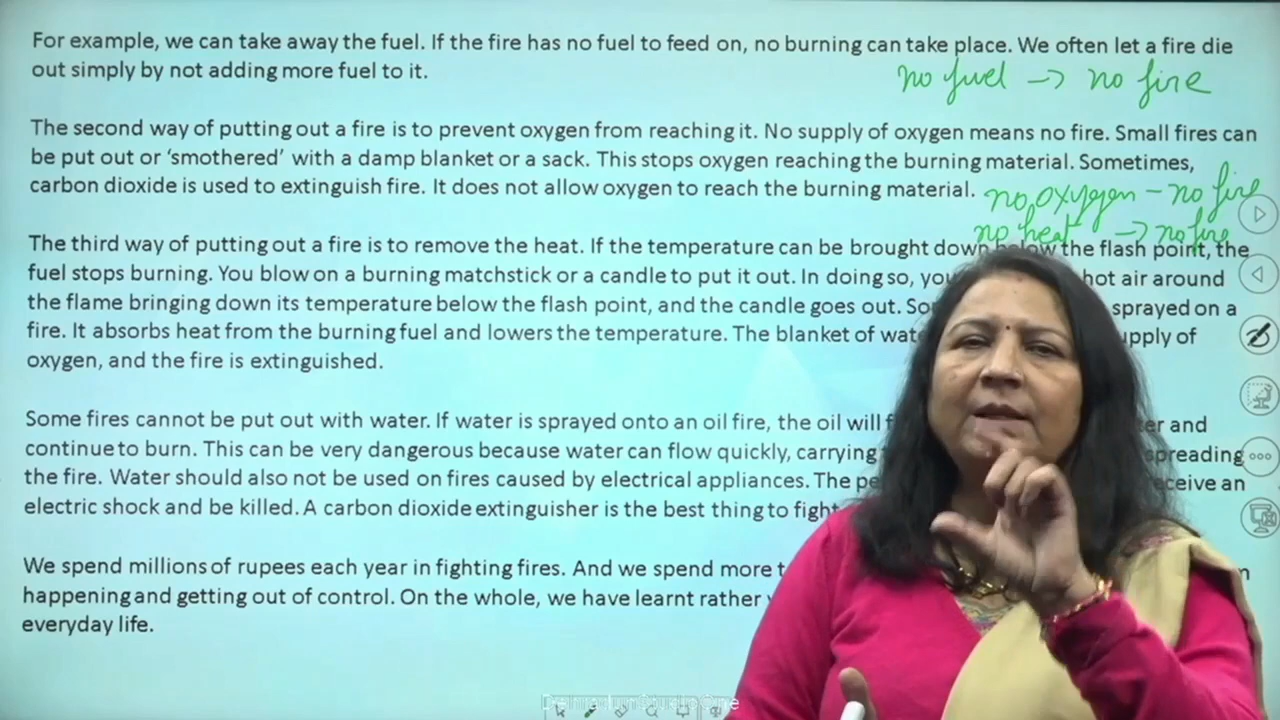 For example, we can take away the fuel. If the fire has no fuel to feed on, no burning can take place. We often let a fire die
out simply by not adding more fuel to it.
no fuel → no fire
The second way of putting out a fire is to prevent oxygen from reaching it. No supply of oxygen means no fire. Small fires can
be put out or ‘smothered’ with a damp blanket or a sack. This stops oxygen reaching the burning material. Sometimes,
carbon dioxide is used to extinguish fire. It does not allow oxygen to reach the burning material.
no oxygen – no fire
no heat → no fire
The third way of putting out a fire is to remove the heat. If the temperature can be brought down below the flash point, the
fuel stops burning. You blow on a burning matchstick or a candle to put it out. In doing so, you hot air around
the flame bringing down its temperature below the flash point, and the candle goes out. sprayed on a
fire. It absorbs heat from the burning fuel and lowers the temperature. The blanket of of
oxygen, and the fire is extinguished.
Some fires cannot be put out with water. If water is sprayed onto an oil fire, the oil will and
continue to burn. This can be very dangerous because water can flow quickly, carrying spreading
the fire. Water should also not be used on fires caused by electrical appliances. The an
electric shock and be killed. A carbon dioxide extinguisher is the best thing to fight
We spend millions of rupees each year in fighting fires. And we spend more
happening and getting out of control. On the whole, we have learnt rather
everyday life.